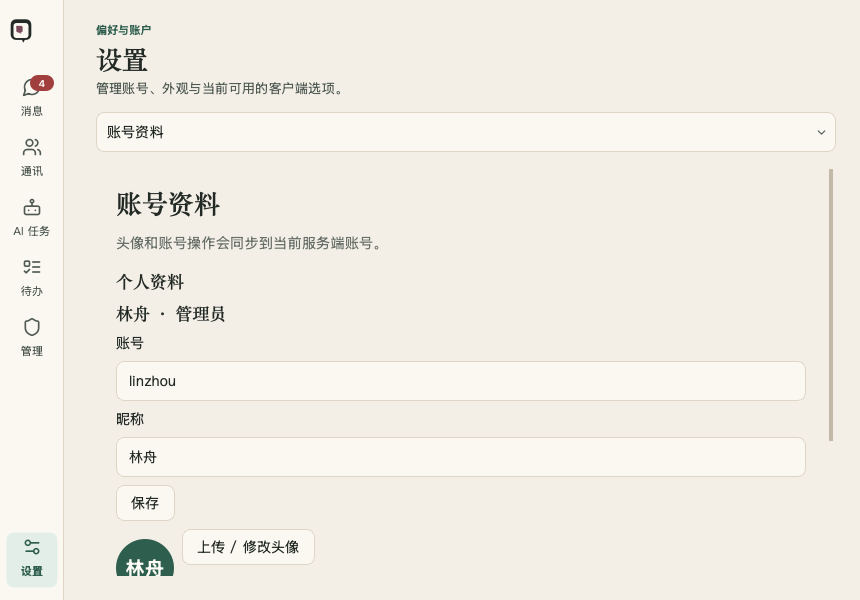 4
消息
通讯
AI 任务
待办
管理
设置
偏好与账户
设置
管理账号、外观与当前可用的客户端选项。
账号资料
账号资料
头像和账号操作会同步到当前服务端账号。
个人资料
林舟 · 管理员
账号
linzhou
昵称
林舟
保存
林舟
上传 / 修改头像